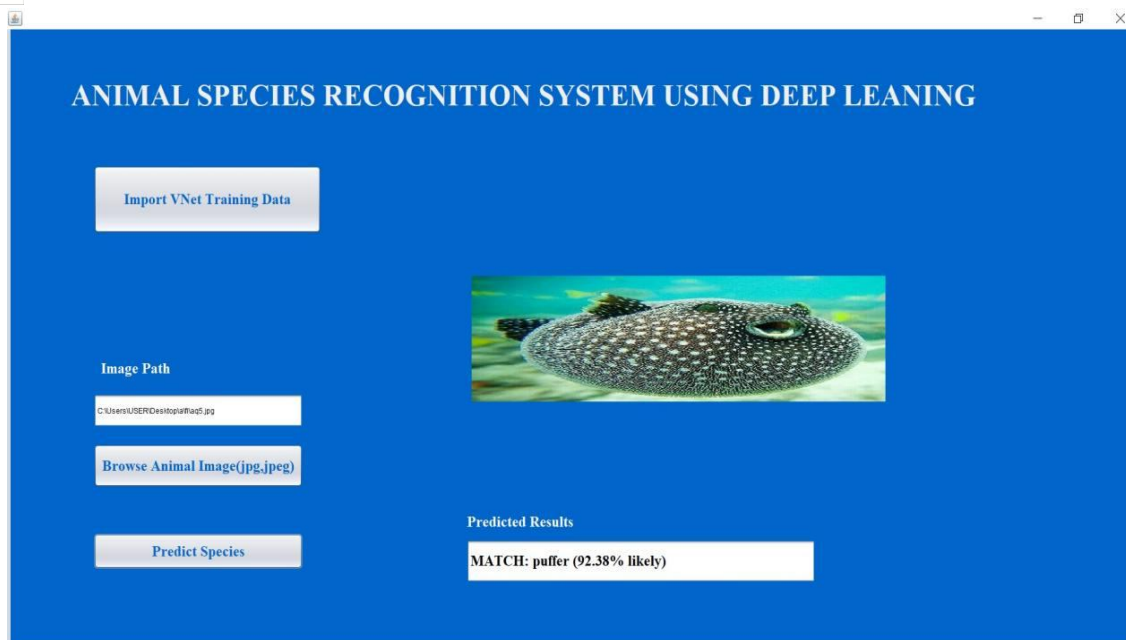 ANIMAL SPECIES RECOGNITION SYSTEM USING DEEP LEANING
Import VNet Training Data
Image Path
C:\Users\USER\Desktop\aff\aq5.jpg
Browse Animal Image(jpg,jpeg)
Predict Species
Predicted Results
MATCH: puffer (92.38% likely)